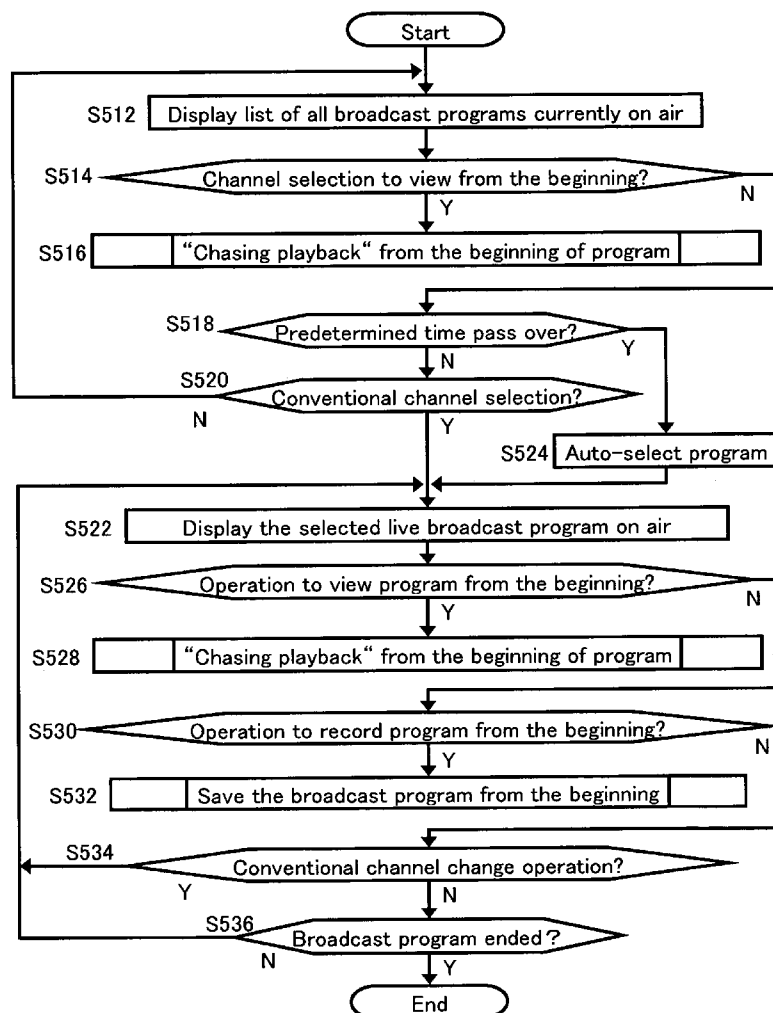 Start
S512 Display list of all broadcast programs currently on air
S514 Channel selection to view from the beginning?
N
Y
S516 “Chasing playback“ from the beginning of program
S518 Predetermined time pass over?
Y
N
S520 Conventional channel selection?
N
Y
S524 Auto-select program
S522 Display the selected live broadcast program on air
S526 Operation to view program from the beginning?
N
Y
S528 “Chasing playback“ from the beginning of program
S530 Operation to record program from the beginning?
N
Y
S532 Save the broadcast program from the beginning
S534 Conventional channel change operation?
Y
N
S536 Broadcast program ended?
N
Y
End